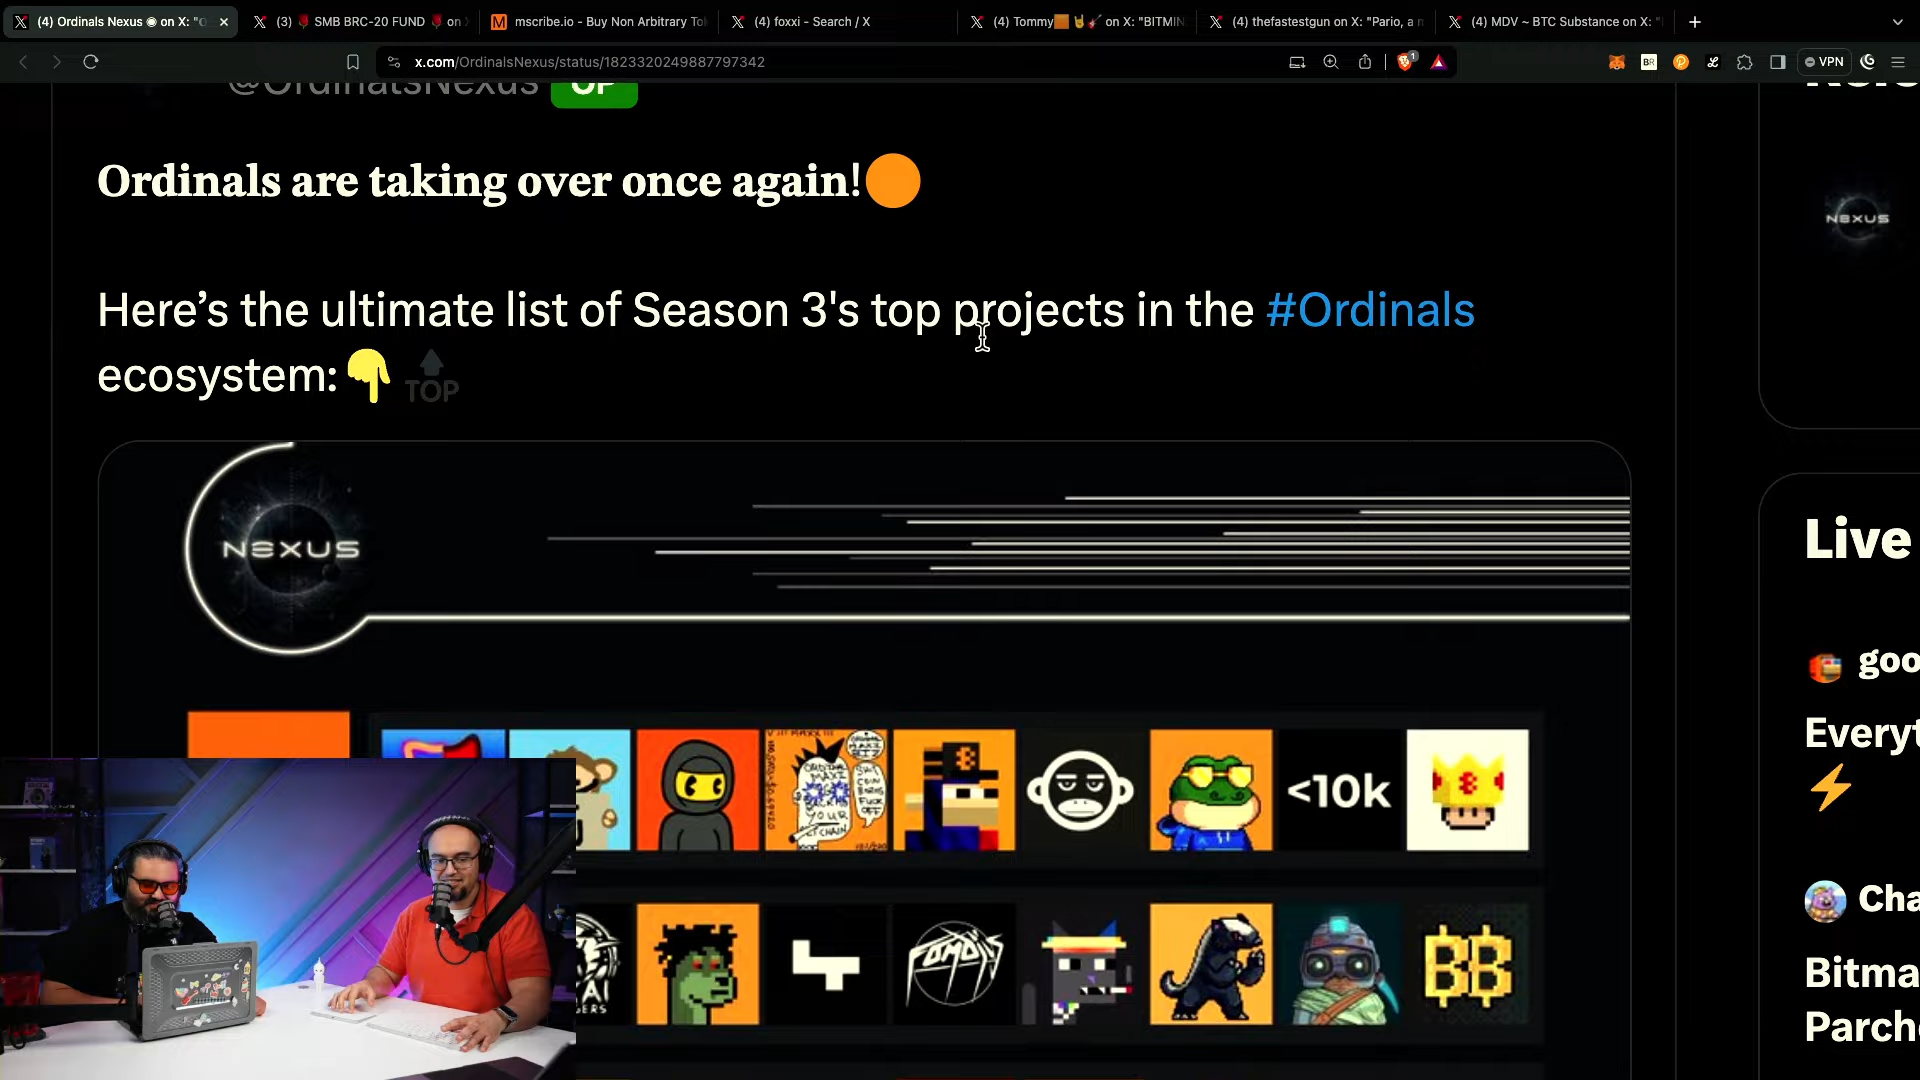 (4) Ordinals Nexus ◉ on X: "O
(3) 🌹 SMB BRC-20 FUND 🌹 on
mscribe.io - Buy Non Arbitrary To
(4) foxxi - Search / X
(4) Tommy🟧🤘🎸 on X: "BITMIN
(4) thefastestgun on X: "Pario, a n
(4) MDV ~ BTC Substance on X: "
x.com/OrdinalsNexus/status/1823320249887797342
VPN
@OrdinalsNexus UP
Ordinals are taking over once again!🟠
Here's the ultimate list of Season 3's top projects in the #Ordinals
ecosystem:👇 TOP
NEXUS
NEXUS
<10k
FOMOJIS
BB
Live
goo
Everyt
⚡
Cha
Bitma
Parch